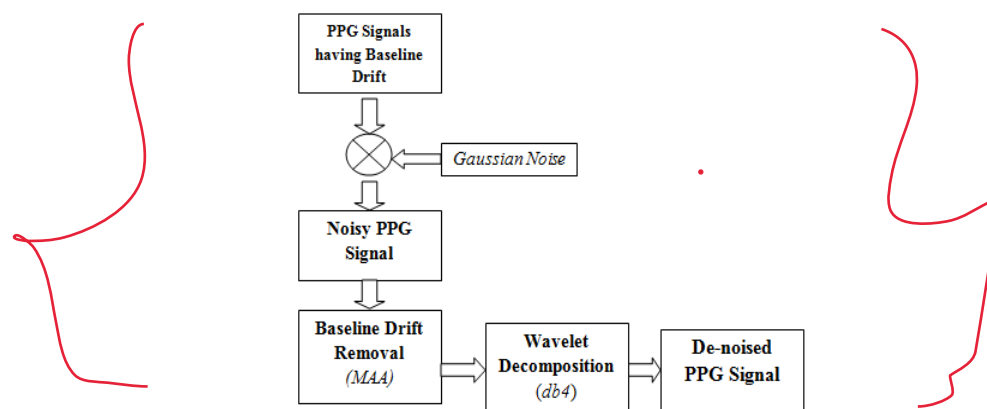 PPG Signals
having Baseline
Drift
Gaussian Noise
Noisy PPG
Signal
Baseline Drift
Removal
(MAA)
Wavelet
Decomposition
(db4)
De-noised
PPG Signal